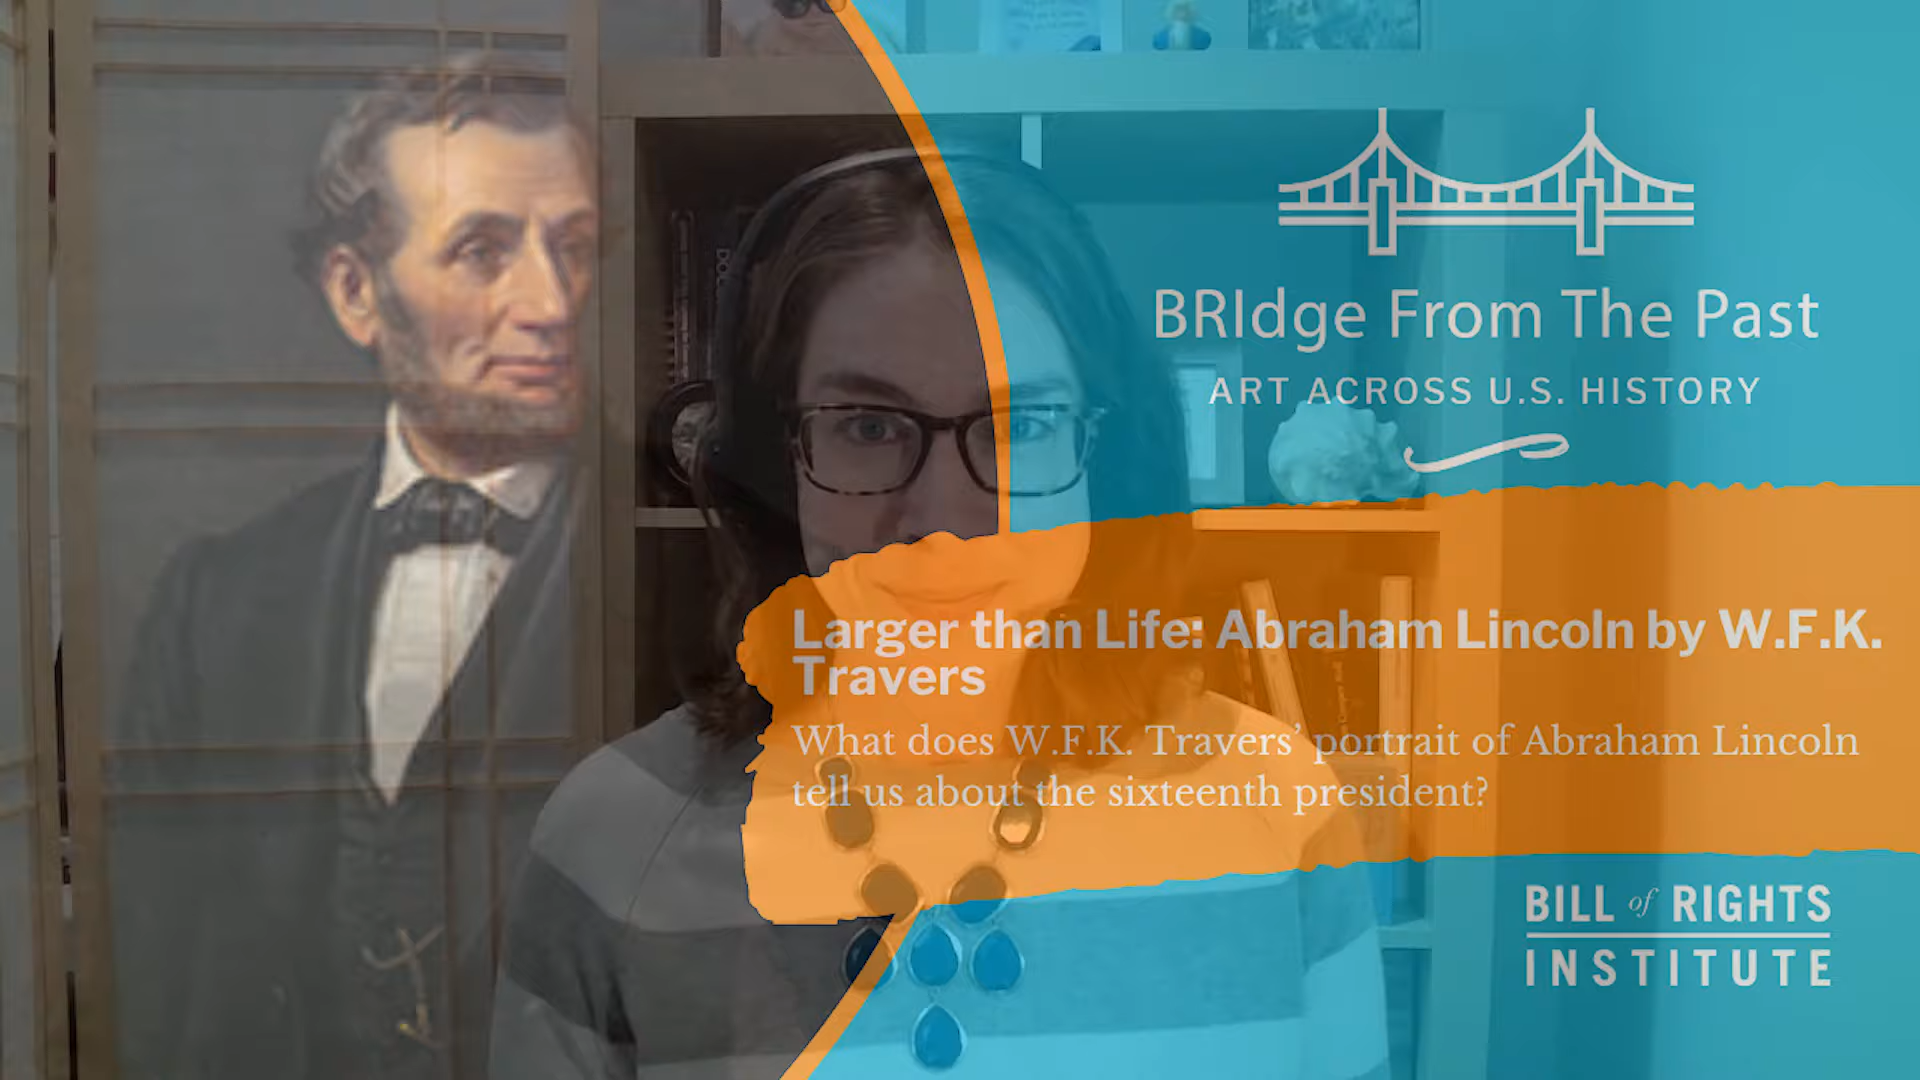 BRIdge From The Past
ART ACROSS U.S. HISTORY
Larger than Life: Abraham Lincoln by W.F.K.
Travers
What does W.F.K. Travers’ portrait of Abraham Lincoln
tell us about the sixteenth president?
BILL of RIGHTS
INSTITUTE